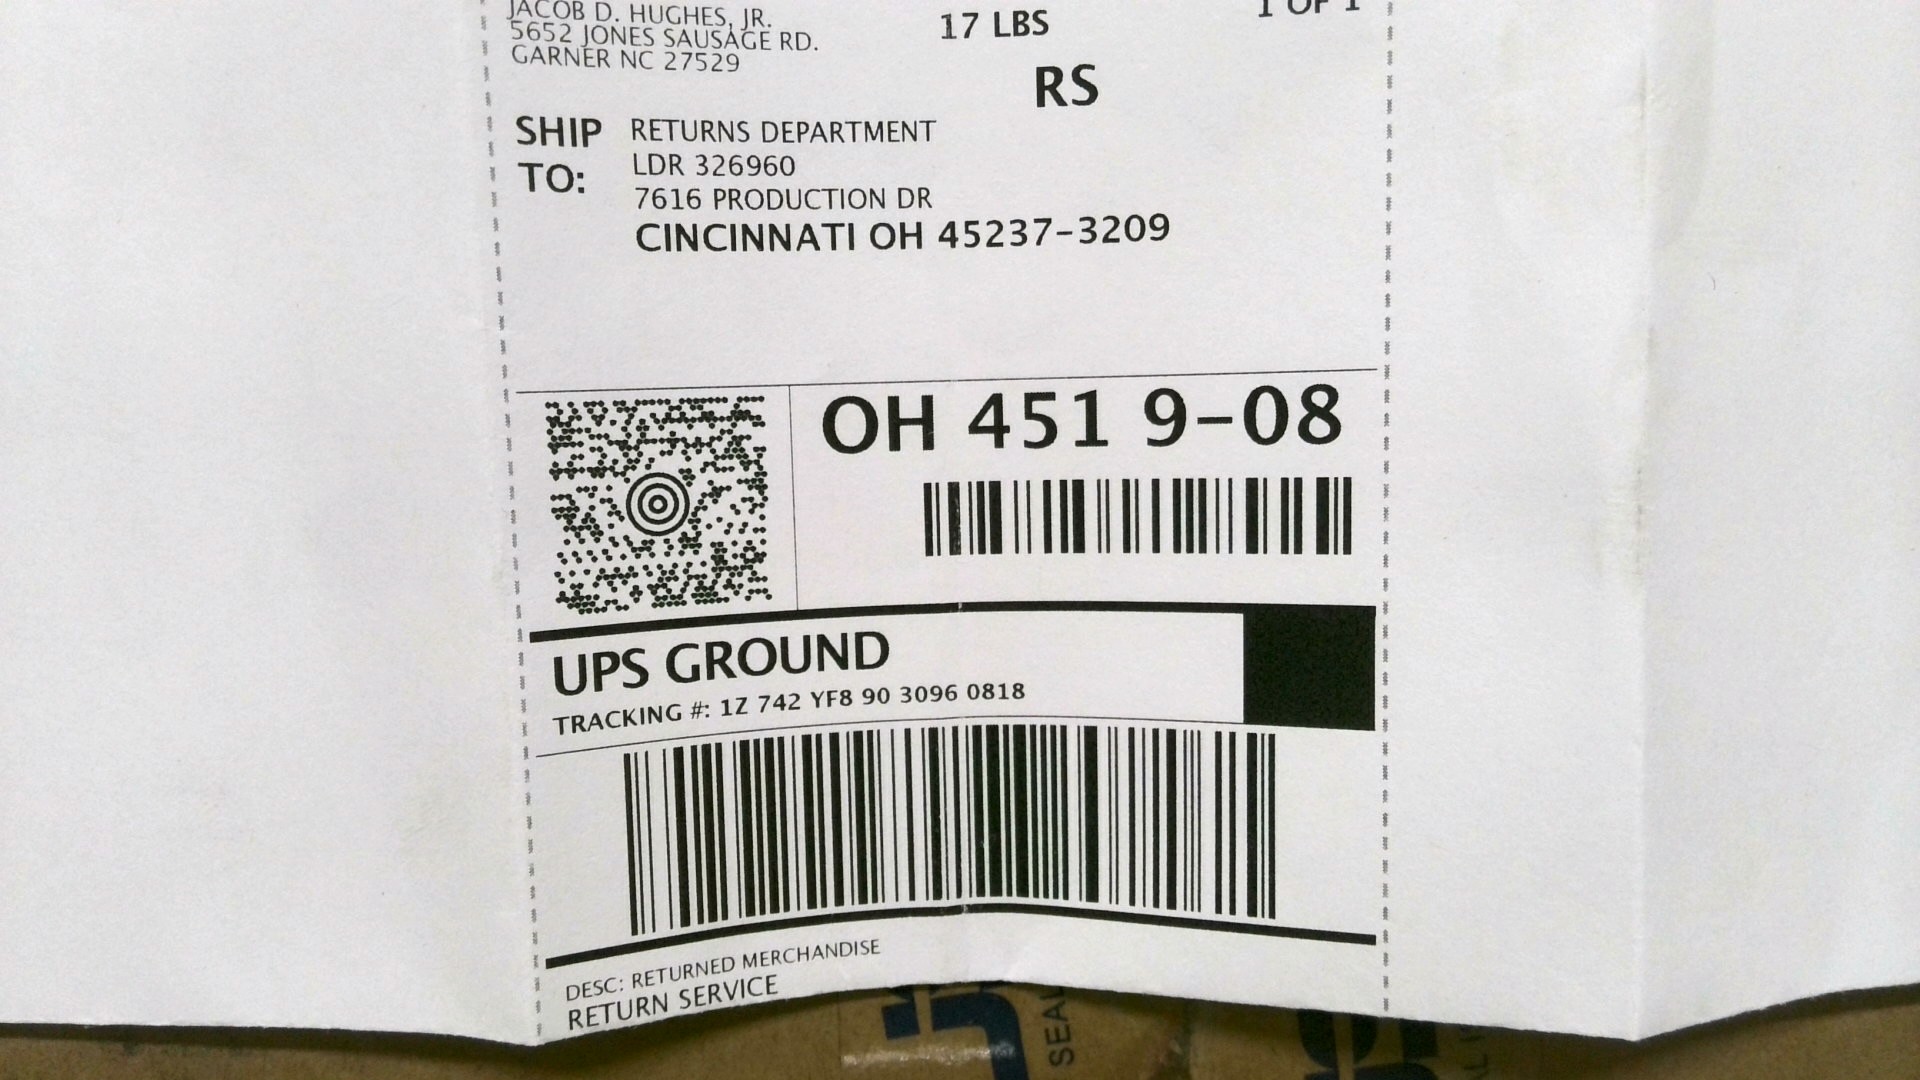 JACOB D. HUGHES, JR.
5652 JONES SAUSAGE RD.
GARNER NC 27529
17 LBS
1 OF 1
RS
SHIP TO:
RETURNS DEPARTMENT
LDR 326960
7616 PRODUCTION DR
CINCINNATI OH 45237-3209
OH 451 9-08
UPS GROUND
TRACKING #: 1Z 742 YF8 90 3096 0818
DESC: RETURNED MERCHANDISE
RETURN SERVICE